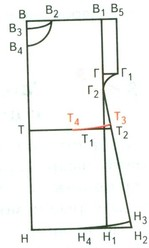 В В₂ В₁ В₅
В₃
В₄
Г Г₁
Г₂
Т₄ Т₃
Т Т₁ Т₂
Н₃
Н Н₄ Н₁ Н₂